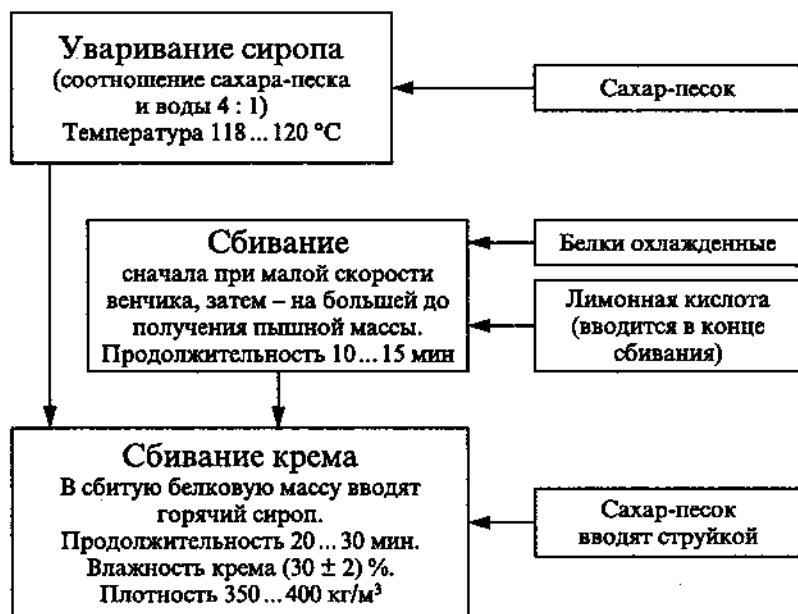 Уваривание сиропа
(соотношение сахара-песка
и воды 4 : 1)
Температура 118 ... 120 °С
Сахар-песок
Сбивание
сначала при малой скорости
венчика, затем – на большей до
получения пышной массы.
Продолжительность 10 ... 15 мин
Белки охлажденные
Лимонная кислота
(вводится в конце
сбивания)
Сбивание крема
В сбитую белковую массу вводят
горячий сироп.
Продолжительность 20 ... 30 мин.
Влажность крема (30 ± 2) %.
Плотность 350 ... 400 кг/м³
Сахар-песок
вводят струйкой